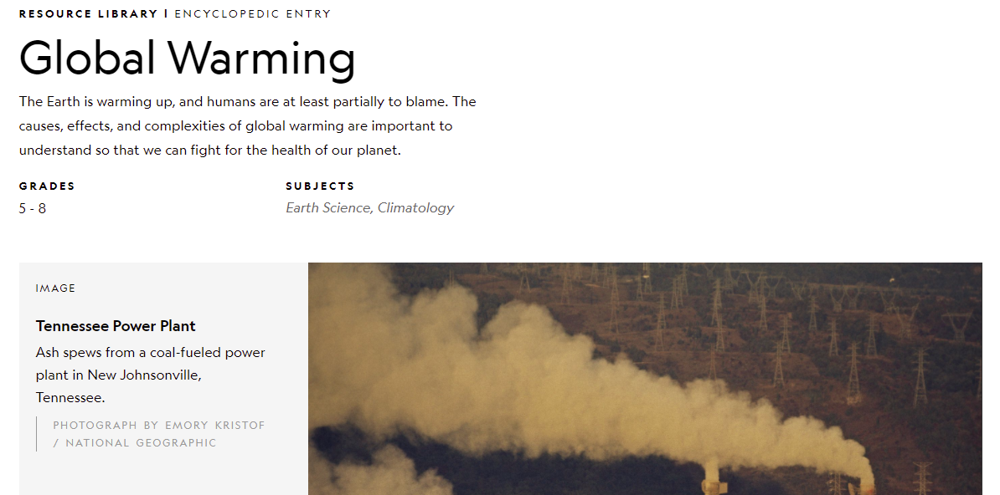 RESOURCE LIBRARY | ENCYCLOPEDIC ENTRY
Global Warming
The Earth is warming up, and humans are at least partially to blame. The
causes, effects, and complexities of global warming are important to
understand so that we can fight for the health of our planet.
GRADES
5 - 8
SUBJECTS
Earth Science, Climatology
IMAGE
Tennessee Power Plant
Ash spews from a coal-fueled power
plant in New Johnsonville,
Tennessee.
PHOTOGRAPH BY EMORY KRISTOF
/ NATIONAL GEOGRAPHIC